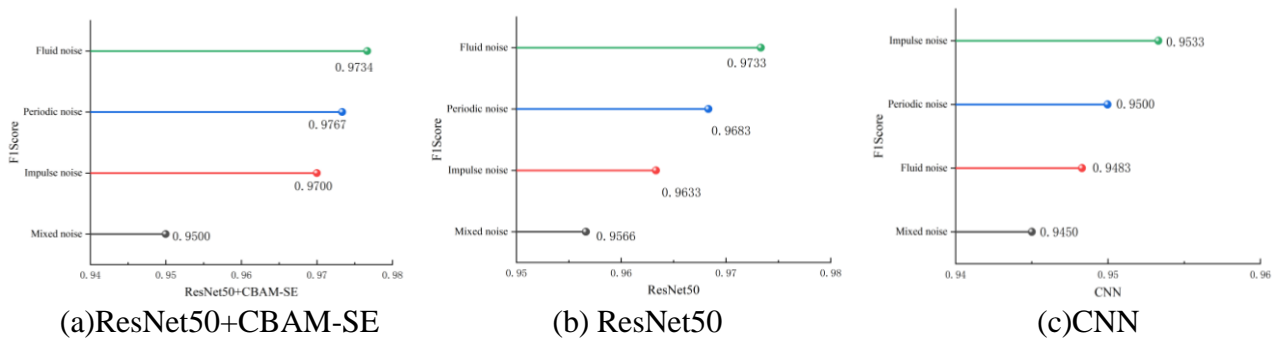 F1Score
Fluid noise
0.9734
Periodic noise
0.9767
Impulse noise
0.9700
Mixed noise
0.9500
0.94 0.95 0.96 0.97 0.98
ResNet50+CBAM-SE
(a)ResNet50+CBAM-SE
F1Score
Fluid noise
0.9733
Periodic noise
0.9683
Impulse noise
0.9633
Mixed noise
0.9566
0.95 0.96 0.97 0.98
ResNet50
(b) ResNet50
F1Score
Impulse noise
0.9533
Periodic noise
0.9500
Fluid noise
0.9483
Mixed noise
0.9450
0.94 0.95 0.96
CNN
(c)CNN